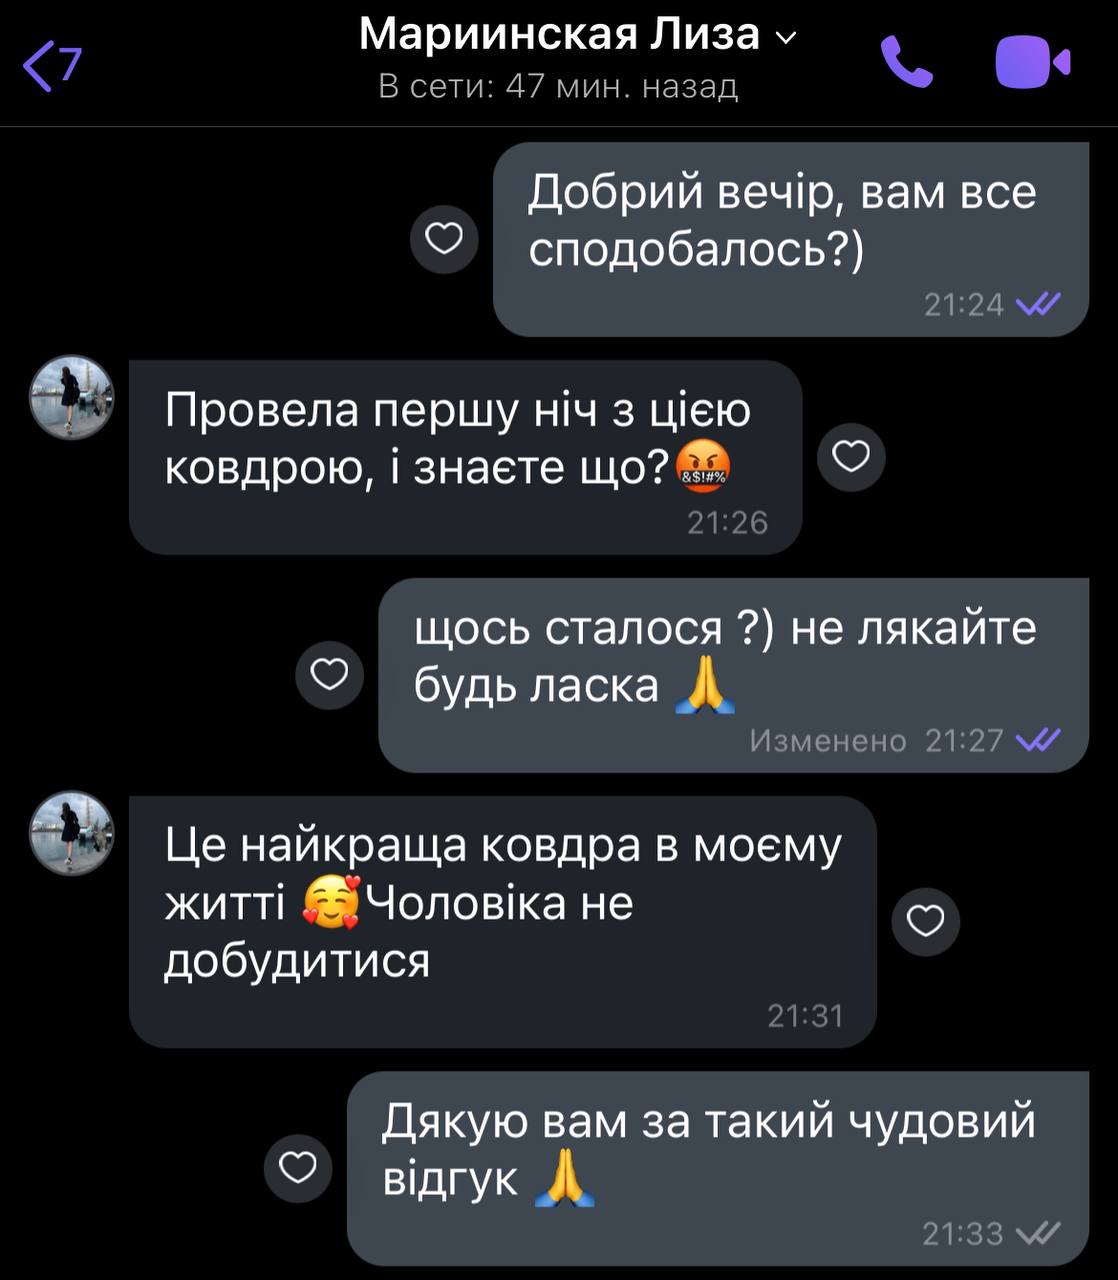 7
Мариинская Лиза
В сети: 47 мин. назад
Добрий вечір, вам все
сподобалось?)
21:24
Провела першу ніч з цією
ковдрою, і знаєте що?🤬
21:26
щось сталося ?) не лякайте
будь ласка 🙏
Изменено 21:27
Це найкраща ковдра в моєму
житті 🥰Чоловіка не
добудитися
21:31
Дякую вам за такий чудовий
відгук 🙏
21:33